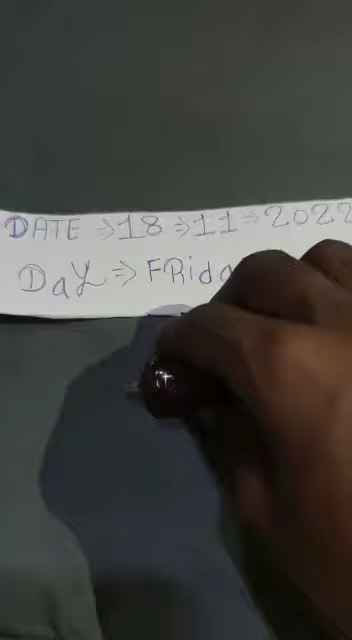 DATE ⇒ 18 ⇒ 11 ⇒ 2022
DaY ⇒ FRida